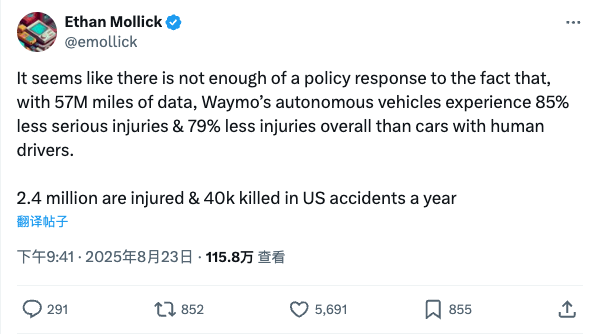 Ethan Mollick
@emollick
It seems like there is not enough of a policy response to the fact that,
with 57M miles of data, Waymo’s autonomous vehicles experience 85%
less serious injuries & 79% less injuries overall than cars with human
drivers.
2.4 million are injured & 40k killed in US accidents a year
翻译帖子
下午9:41 · 2025年8月23日 · 115.8万 查看
291 852 5,691 855